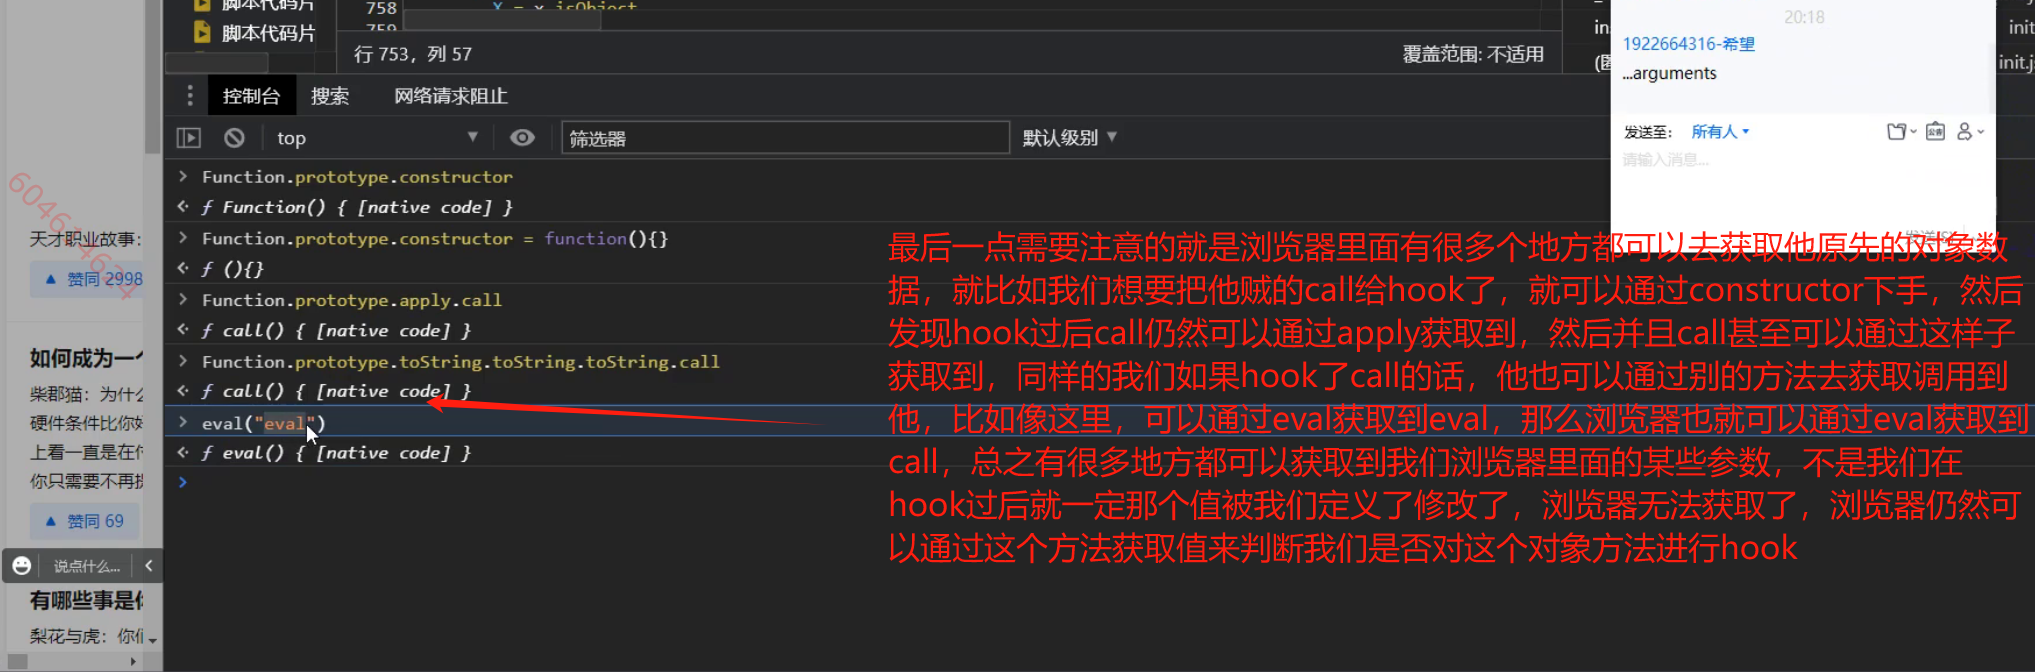 脚本代码片
758
X = x.isObject
759
脚本代码片
行 753，列 57
覆盖范围: 不适用
in
init
(匿
init.j
20:18
1922664316-希望
...arguments
控制台
搜索
网络请求阻止
发送至：
所有人
请输入消息...
top
筛选器
默认级别
Function.prototype.constructor
ƒ Function() { [native code] }
Function.prototype.constructor = function(){}
ƒ (){}
Function.prototype.apply.call
ƒ call() { [native code] }
Function.prototype.toString.toString.toString.call
ƒ call() { [native code] }
eval("eval")
ƒ eval() { [native code] }
最后一点需要注意的就是浏览器里面有很多个地方都可以去获取他原先的对象数
据，就比如我们想要把他贼的call给hook了，就可以通过constructor下手，然后
发现hook过后call仍然可以通过apply获取到，然后并且call甚至可以通过这样子
获取到，同样的我们如果hook了call的话，他也可以通过别的方法去获取调用到
他，比如像这里，可以通过eval获取到eval，那么浏览器也就可以通过eval获取到
call，总之有很多地方都可以获取到我们浏览器里面的某些参数，不是我们在
hook过后就一定那个值被我们定义了修改了，浏览器无法获取了，浏览器仍然可
以通过这个方法获取值来判断我们是否对这个对象方法进行hook
天才职业故事：
赞同 2998
如何成为一个
柴郡猫：为什么
硬件条件比你好
上看一直是在
你只需要不再
赞同 69
说点什么...
有哪些事是你
梨花与虎：你们